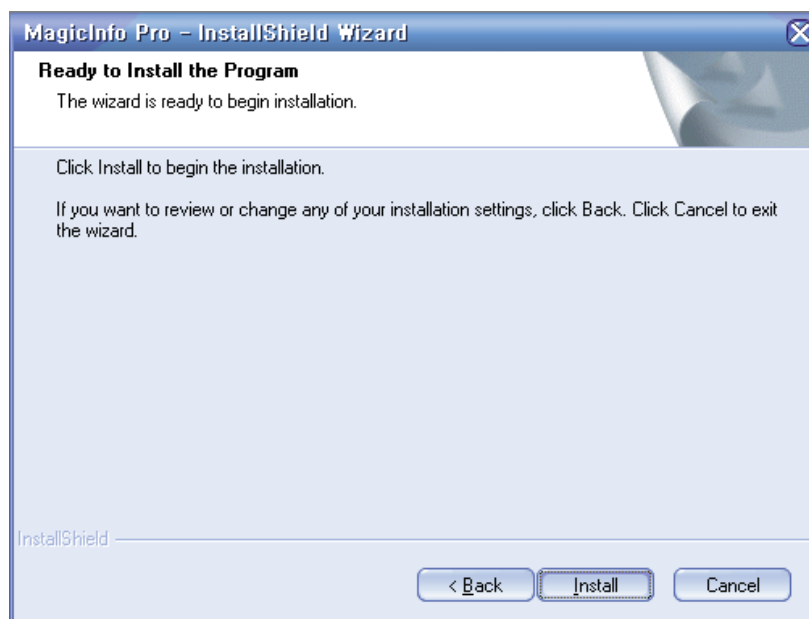 MagicInfo Pro - InstallShield Wizard
Ready to Install the Program
The wizard is ready to begin installation.
Click Install to begin the installation.
If you want to review or change any of your installation settings, click Back. Click Cancel to exit
the wizard.
InstallShield
< Back Install Cancel